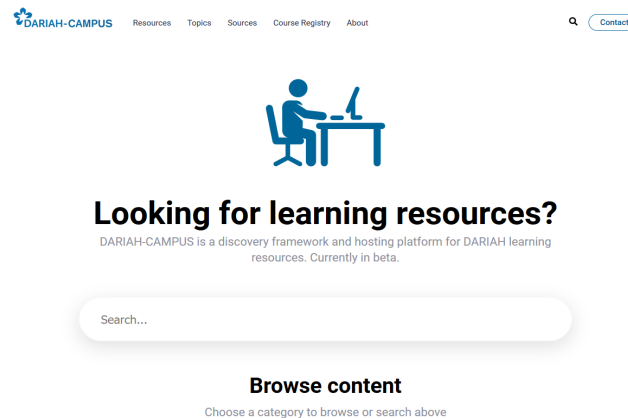 DARIAH-CAMPUS Resources Topics Sources Course Registry About Contact
Looking for learning resources?
DARIAH-CAMPUS is a discovery framework and hosting platform for DARIAH learning
resources. Currently in beta.
Search...
Browse content
Choose a category to browse or search above